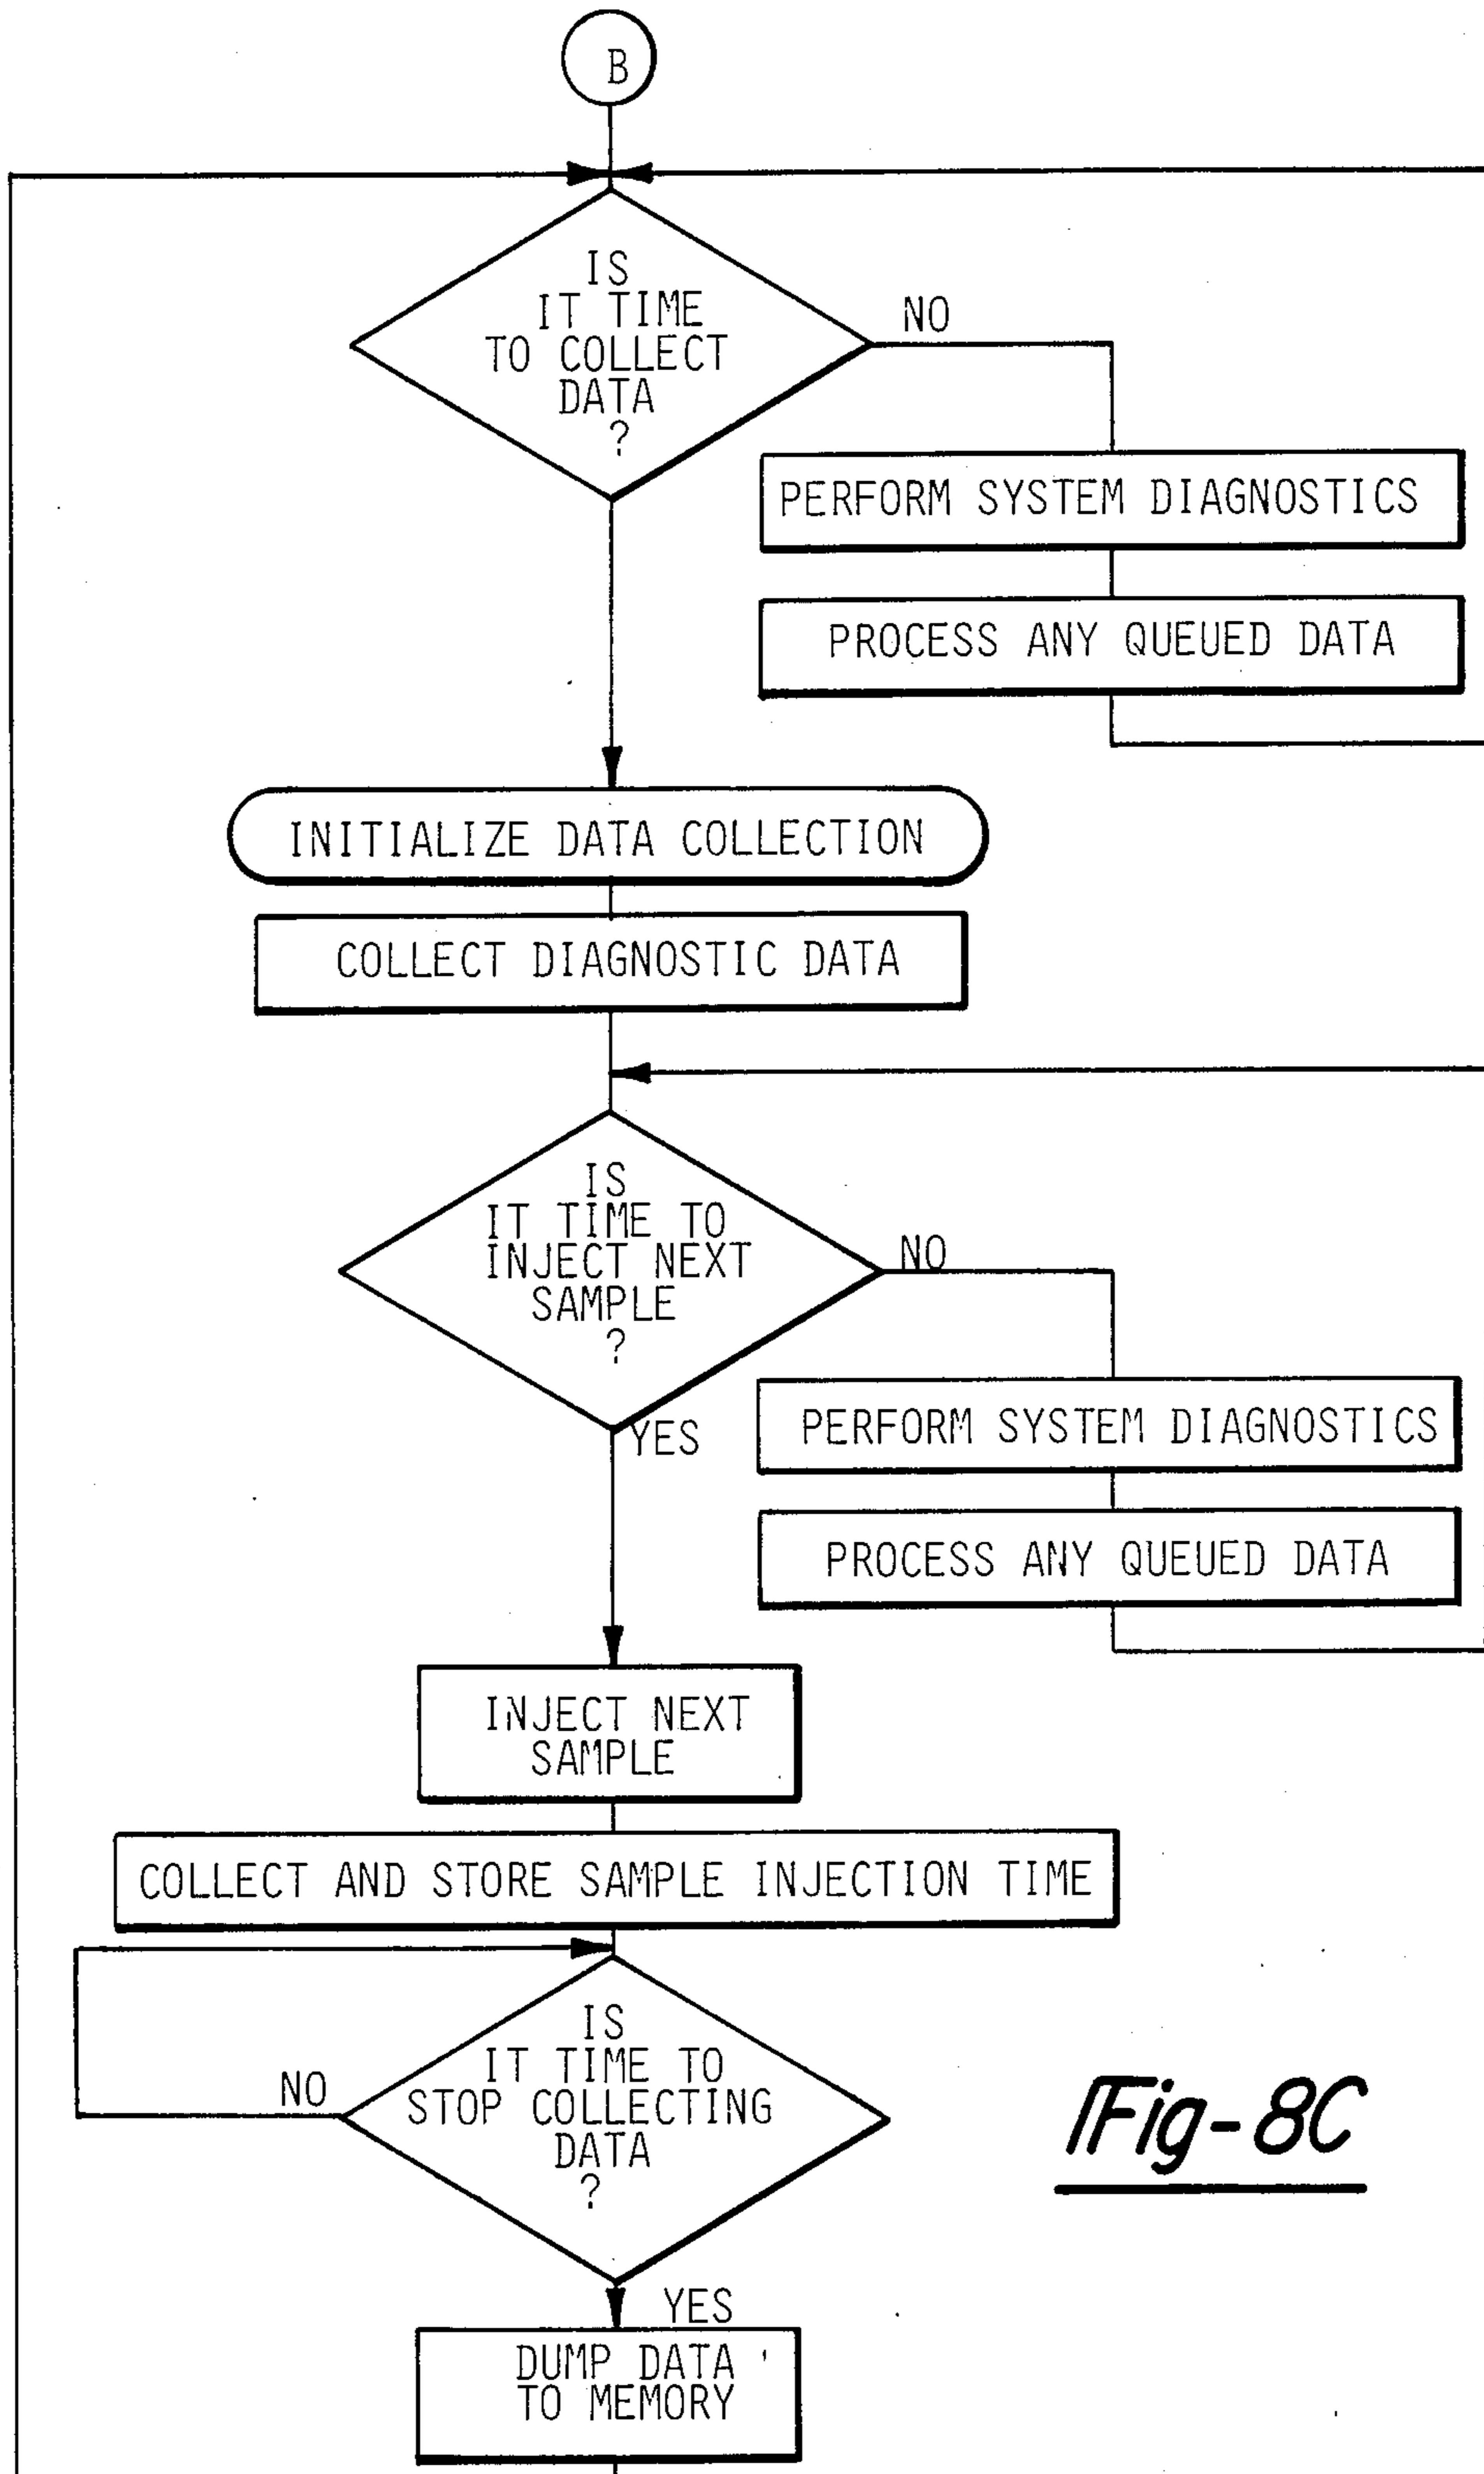 B
IS
IT TIME
TO COLLECT
DATA
?
NO
PERFORM SYSTEM DIAGNOSTICS
PROCESS ANY QUEUED DATA
INITIALIZE DATA COLLECTION
COLLECT DIAGNOSTIC DATA
IS
IT TIME TO
INJECT NEXT
SAMPLE
?
NO
YES
PERFORM SYSTEM DIAGNOSTICS
PROCESS ANY QUEUED DATA
INJECT NEXT
SAMPLE
COLLECT AND STORE SAMPLE INJECTION TIME
IS
IT TIME TO
STOP COLLECTING
DATA
?
NO
YES
DUMP DATA
TO MEMORY
Fig-8C